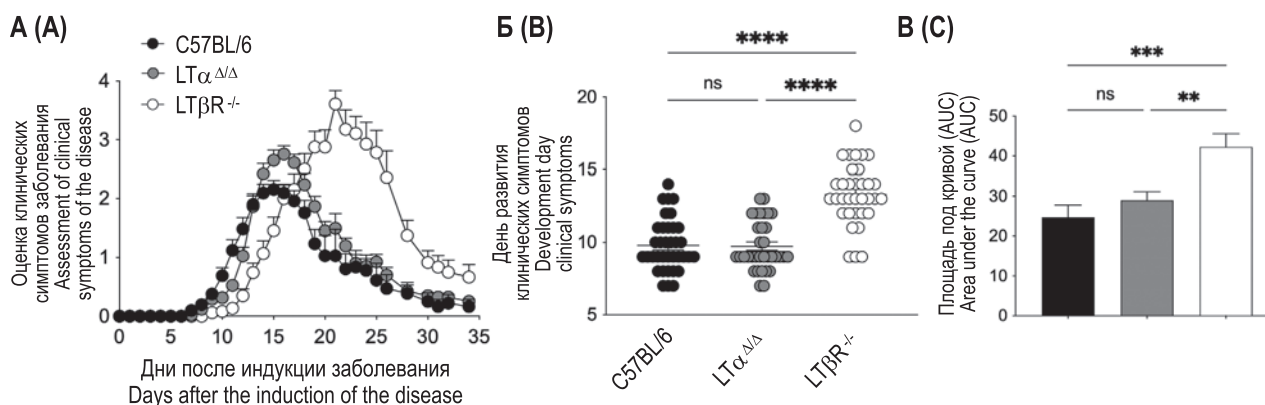 А (A)
C57BL/6
LTα Δ/Δ
LTβR -/-
Оценка клинических
симптомов заболевания
Assessment of clinical
symptoms of the disease
4
3
2
1
0
0 5 10 15 20 25 30 35
Дни после индукции заболевания
Days after the induction of the disease
Б (B)
****
ns ****
День развития
клинических симптомов
Development day
clinical symptoms
20
15
10
5
C57BL/6
LTα Δ/Δ
LTβR -/-
В (C)
***
ns **
Площадь под кривой (AUC)
Area under the curve (AUC)
50
40
30
20
10
0